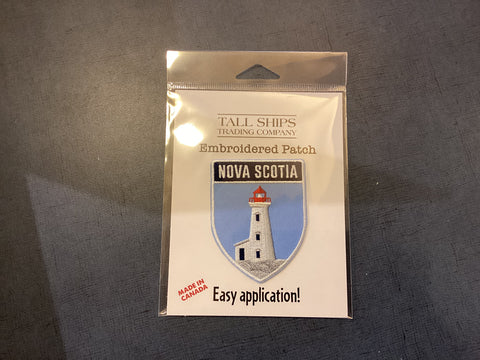 TALL SHIPS
TRADING COMPANY
Embroidered Patch
NOVA SCOTIA
MADE IN
CANADA
Easy application!